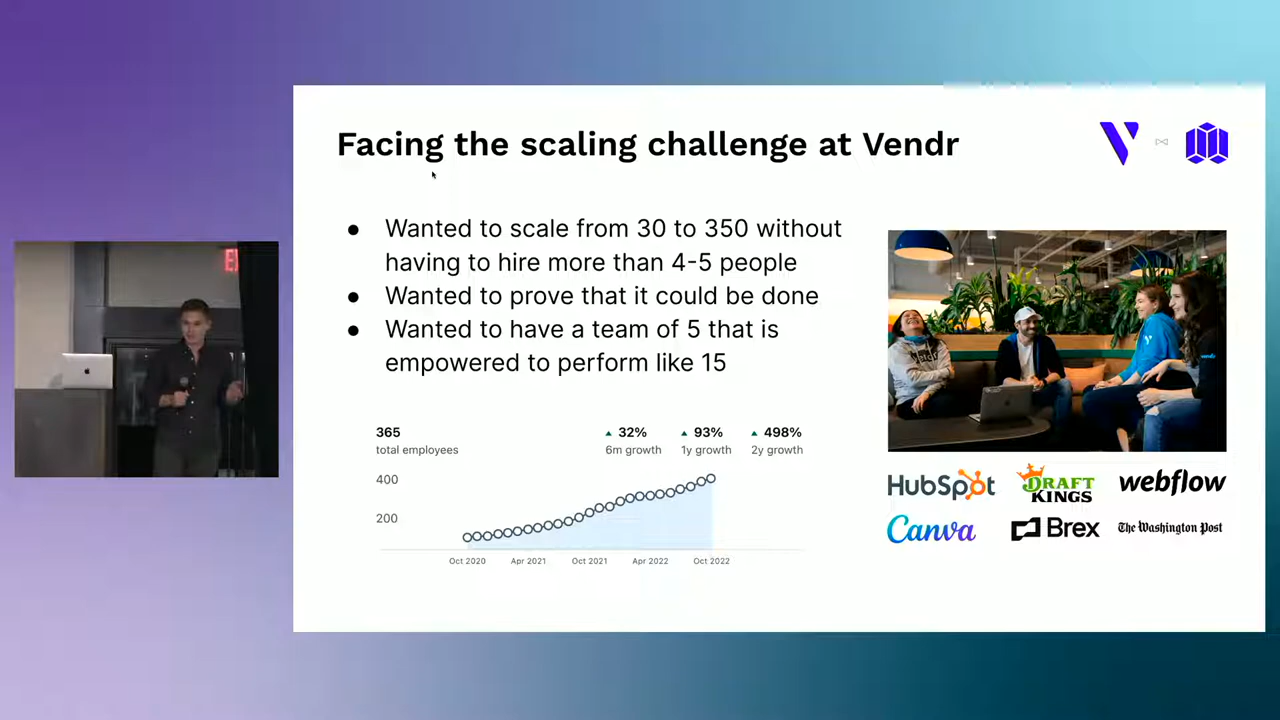 Facing the scaling challenge at Vendr
● Wanted to scale from 30 to 350 without
having to hire more than 4-5 people
● Wanted to prove that it could be done
● Wanted to have a team of 5 that is
empowered to perform like 15
365
total employees
▲ 32%
6m growth
▲ 93%
1y growth
▲ 498%
2y growth
400
200
Oct 2020 Apr 2021 Oct 2021 Apr 2022 Oct 2022
HubSpot
DRAFT
KINGS
webflow
Canva
Brex
The Washington Post